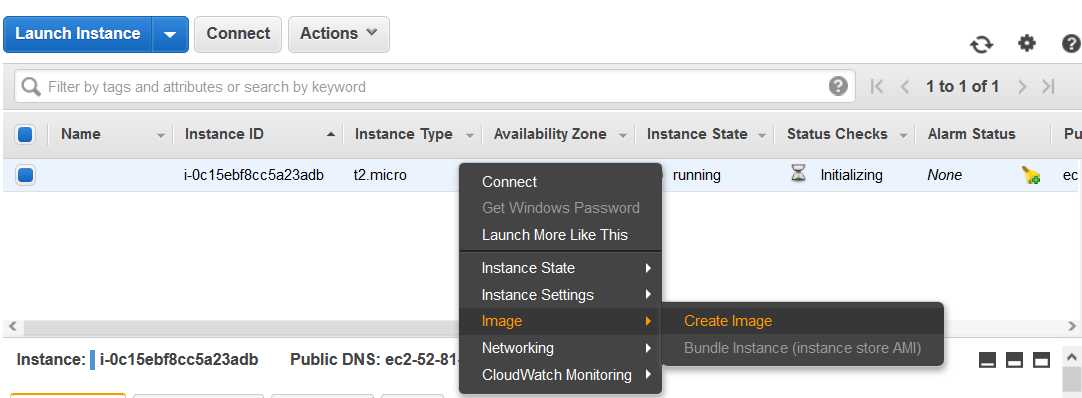 Launch Instance Connect Actions
Filter by tags and attributes or search by keyword ? 1 to 1 of 1
Name Instance ID Instance Type Availability Zone Instance State Status Checks Alarm Status Pu
i-0c15ebf8cc5a23adb t2.micro running Initializing None ec
Connect
Get Windows Password
Launch More Like This
Instance State
Instance Settings
Image Create Image
Networking Bundle Instance (instance store AMI)
CloudWatch Monitoring
Instance: i-0c15ebf8cc5a23adb Public DNS: ec2-52-81-